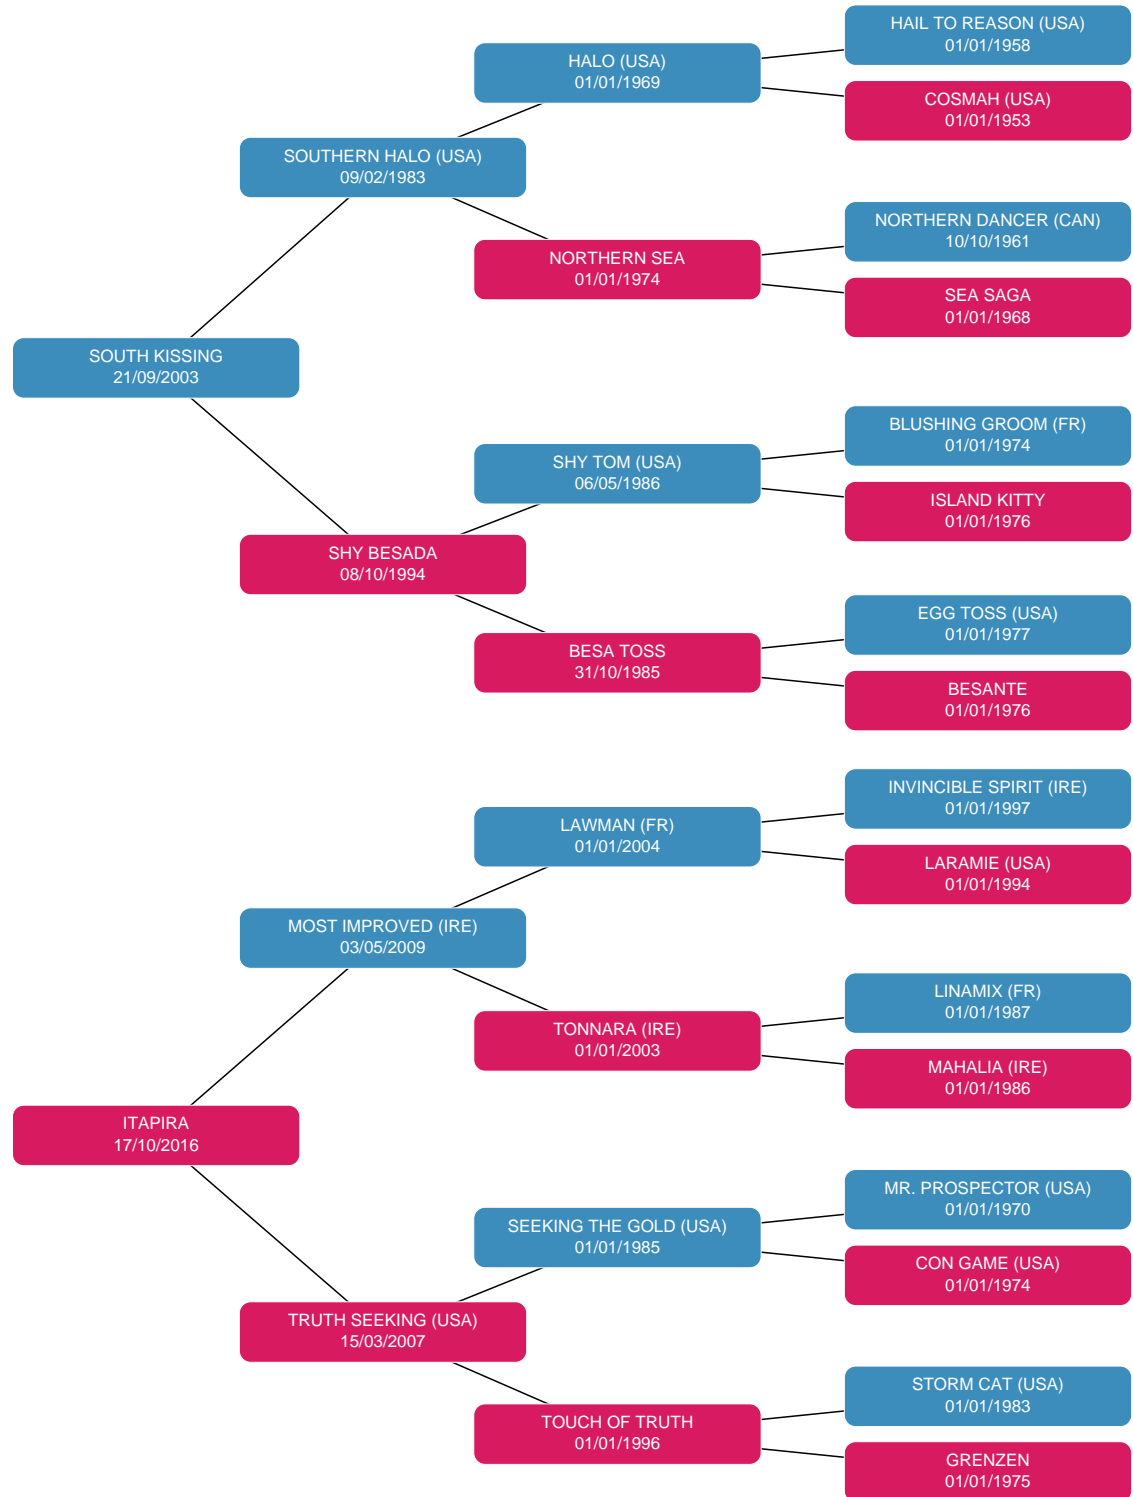 HAIL TO REASON (USA)
01/01/1958
HALO (USA)
01/01/1969
COSMAH (USA)
01/01/1953
SOUTHERN HALO (USA)
09/02/1983
NORTHERN DANCER (CAN)
10/10/1961
NORTHERN SEA
01/01/1974
SEA SAGA
01/01/1968
SOUTH KISSING
21/09/2003
BLUSHING GROOM (FR)
01/01/1974
SHY TOM (USA)
06/05/1986
ISLAND KITTY
01/01/1976
SHY BESADA
08/10/1994
EGG TOSS (USA)
01/01/1977
BESA TOSS
31/10/1985
BESANTE
01/01/1976
INVINCIBLE SPIRIT (IRE)
01/01/1997
LAWMAN (FR)
01/01/2004
LARAMIE (USA)
01/01/1994
MOST IMPROVED (IRE)
03/05/2009
LINAMIX (FR)
01/01/1987
TONNARA (IRE)
01/01/2003
MAHALIA (IRE)
01/01/1986
ITAPIRA
17/10/2016
MR. PROSPECTOR (USA)
01/01/1970
SEEKING THE GOLD (USA)
01/01/1985
CON GAME (USA)
01/01/1974
TRUTH SEEKING (USA)
15/03/2007
STORM CAT (USA)
01/01/1983
TOUCH OF TRUTH
01/01/1996
GRENZEN
01/01/1975